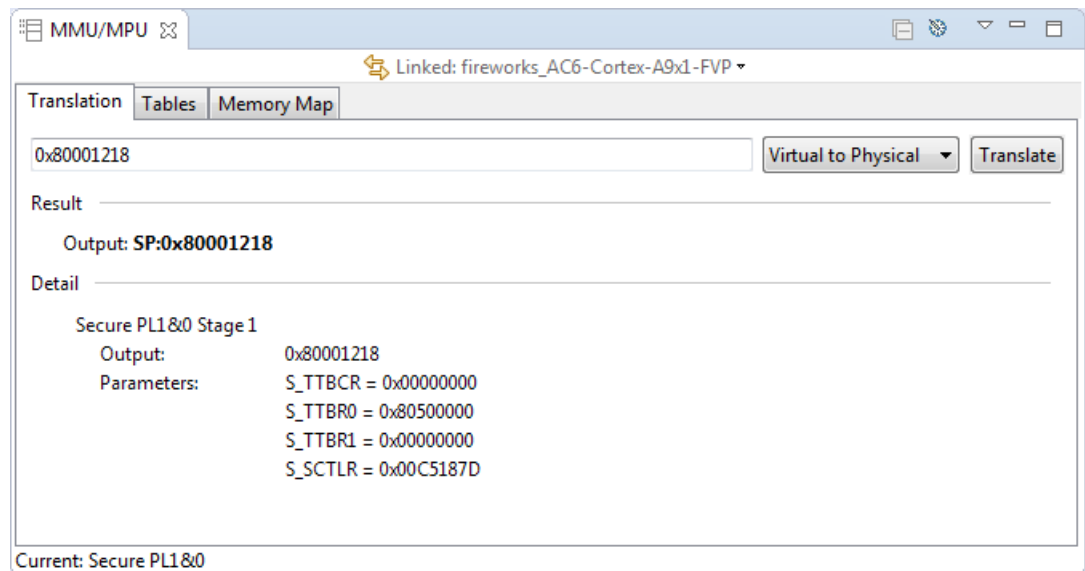 MMU/MPU
Linked: fireworks_AC6-Cortex-A9x1-FVP
Translation Tables Memory Map
0x80001218 Virtual to Physical Translate
Result
Output: SP:0x80001218
Detail
Secure PL1&0 Stage 1
Output: 0x80001218
Parameters: S_TTBCR = 0x00000000
S_TTBR0 = 0x80500000
S_TTBR1 = 0x00000000
S_SCTLR = 0x00C5187D
Current: Secure PL1&0